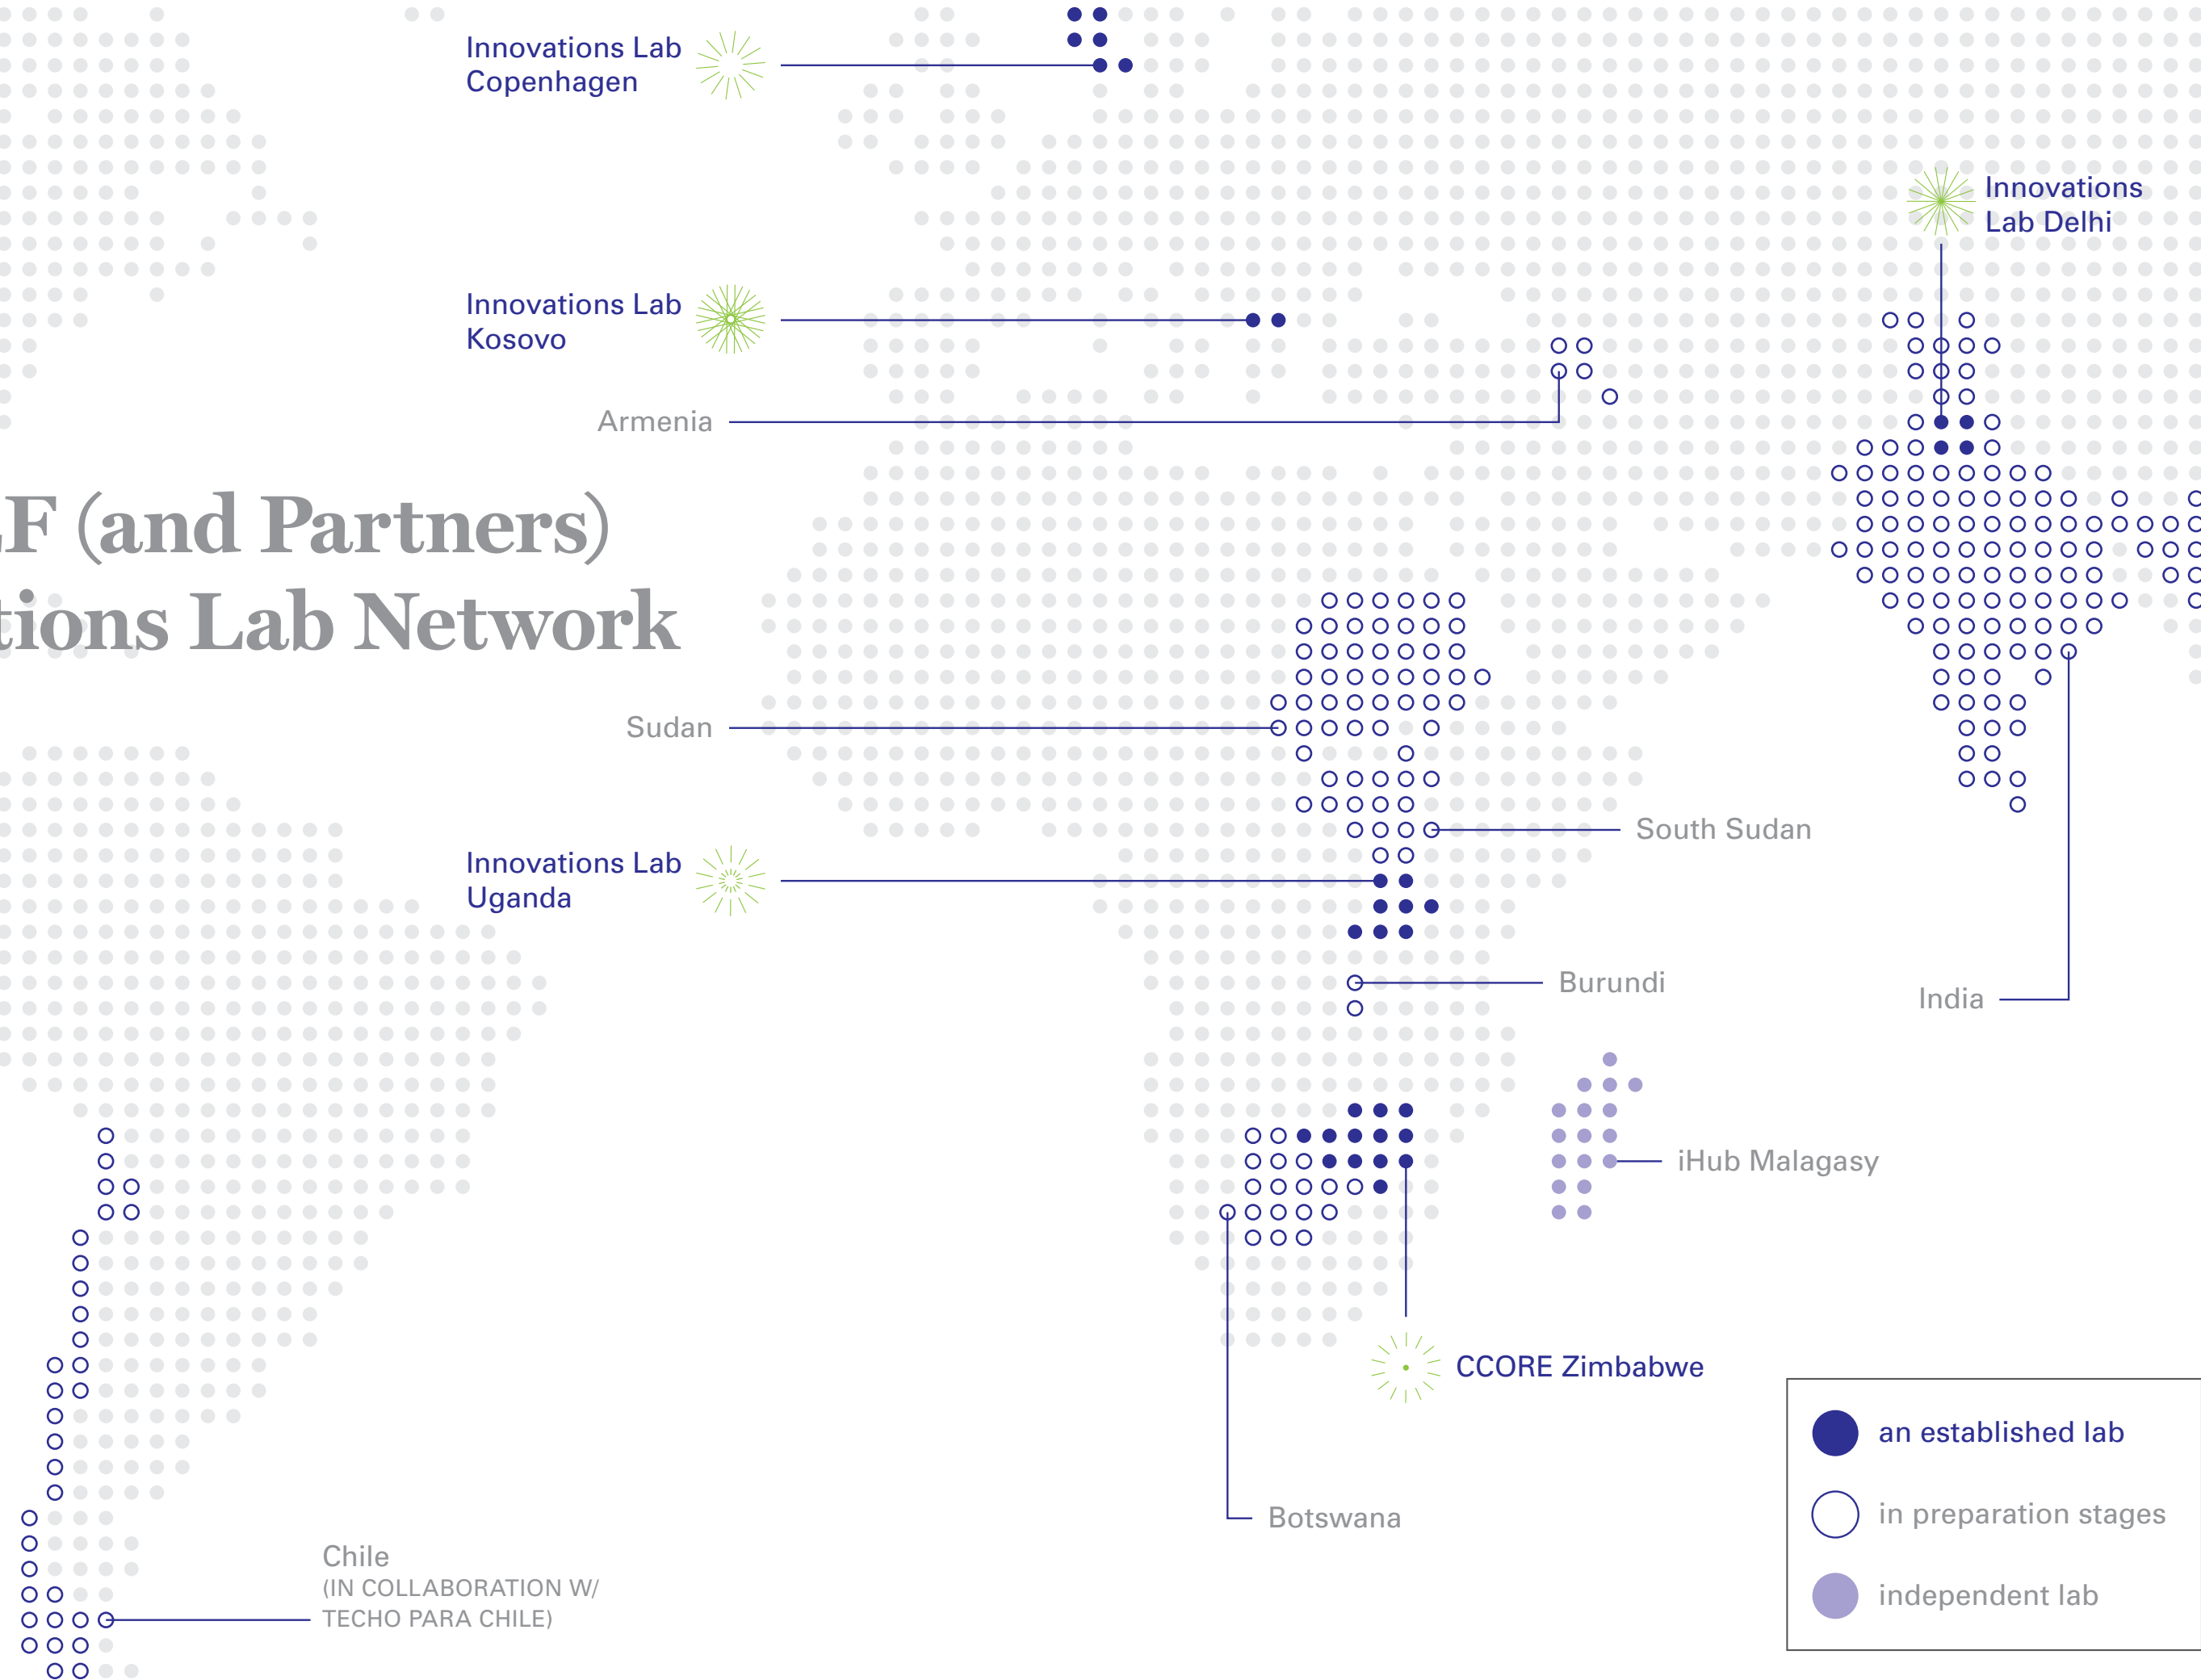 Innovations Lab
Copenhagen
Innovations
Lab Delhi
Innovations Lab
Kosovo
Armenia
(and Partners)
Lab Network
Sudan
South Sudan
Innovations Lab
Uganda
Burundi
India
iHub Malagasy
CCORE Zimbabwe
Botswana
Chile
(IN COLLABORATION W/
TECHO PARA CHILE)
an established lab
in preparation stages
independent lab